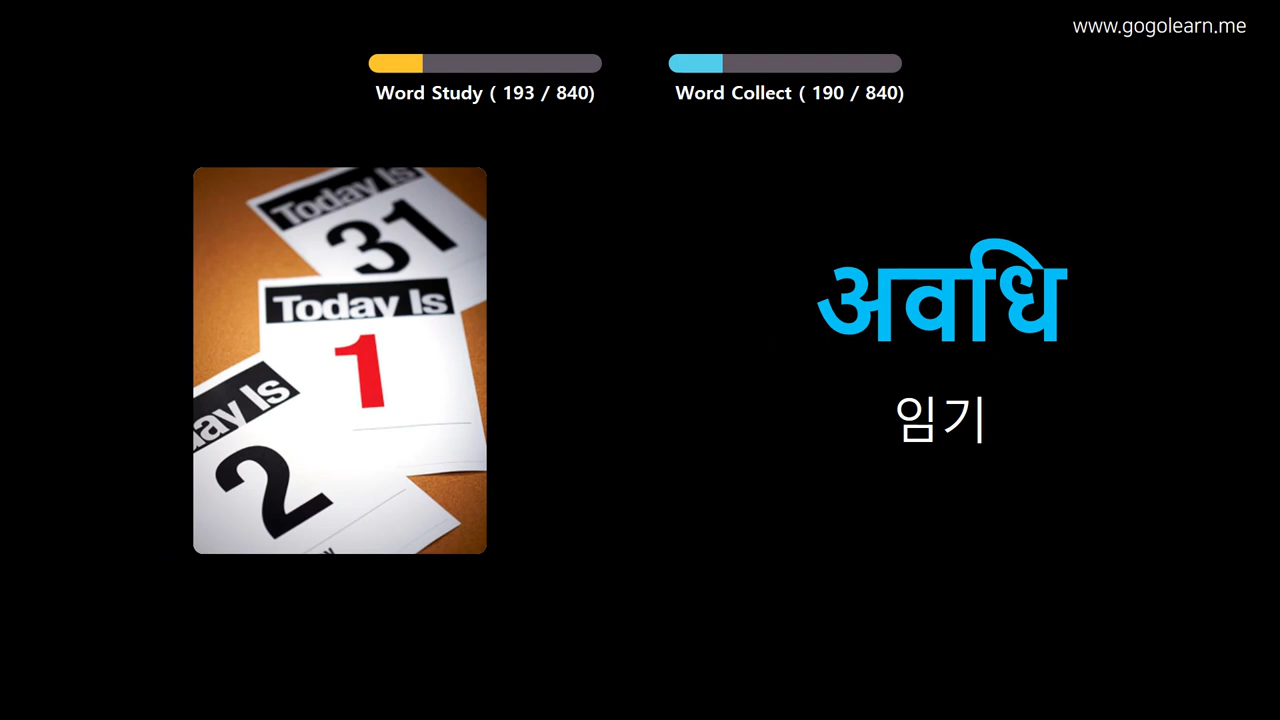 www.gogolearn.me
Word Study ( 193 / 840)
Word Collect ( 190 / 840)
Today Is
31
Today Is
1
ay Is
2
अवधि
임기